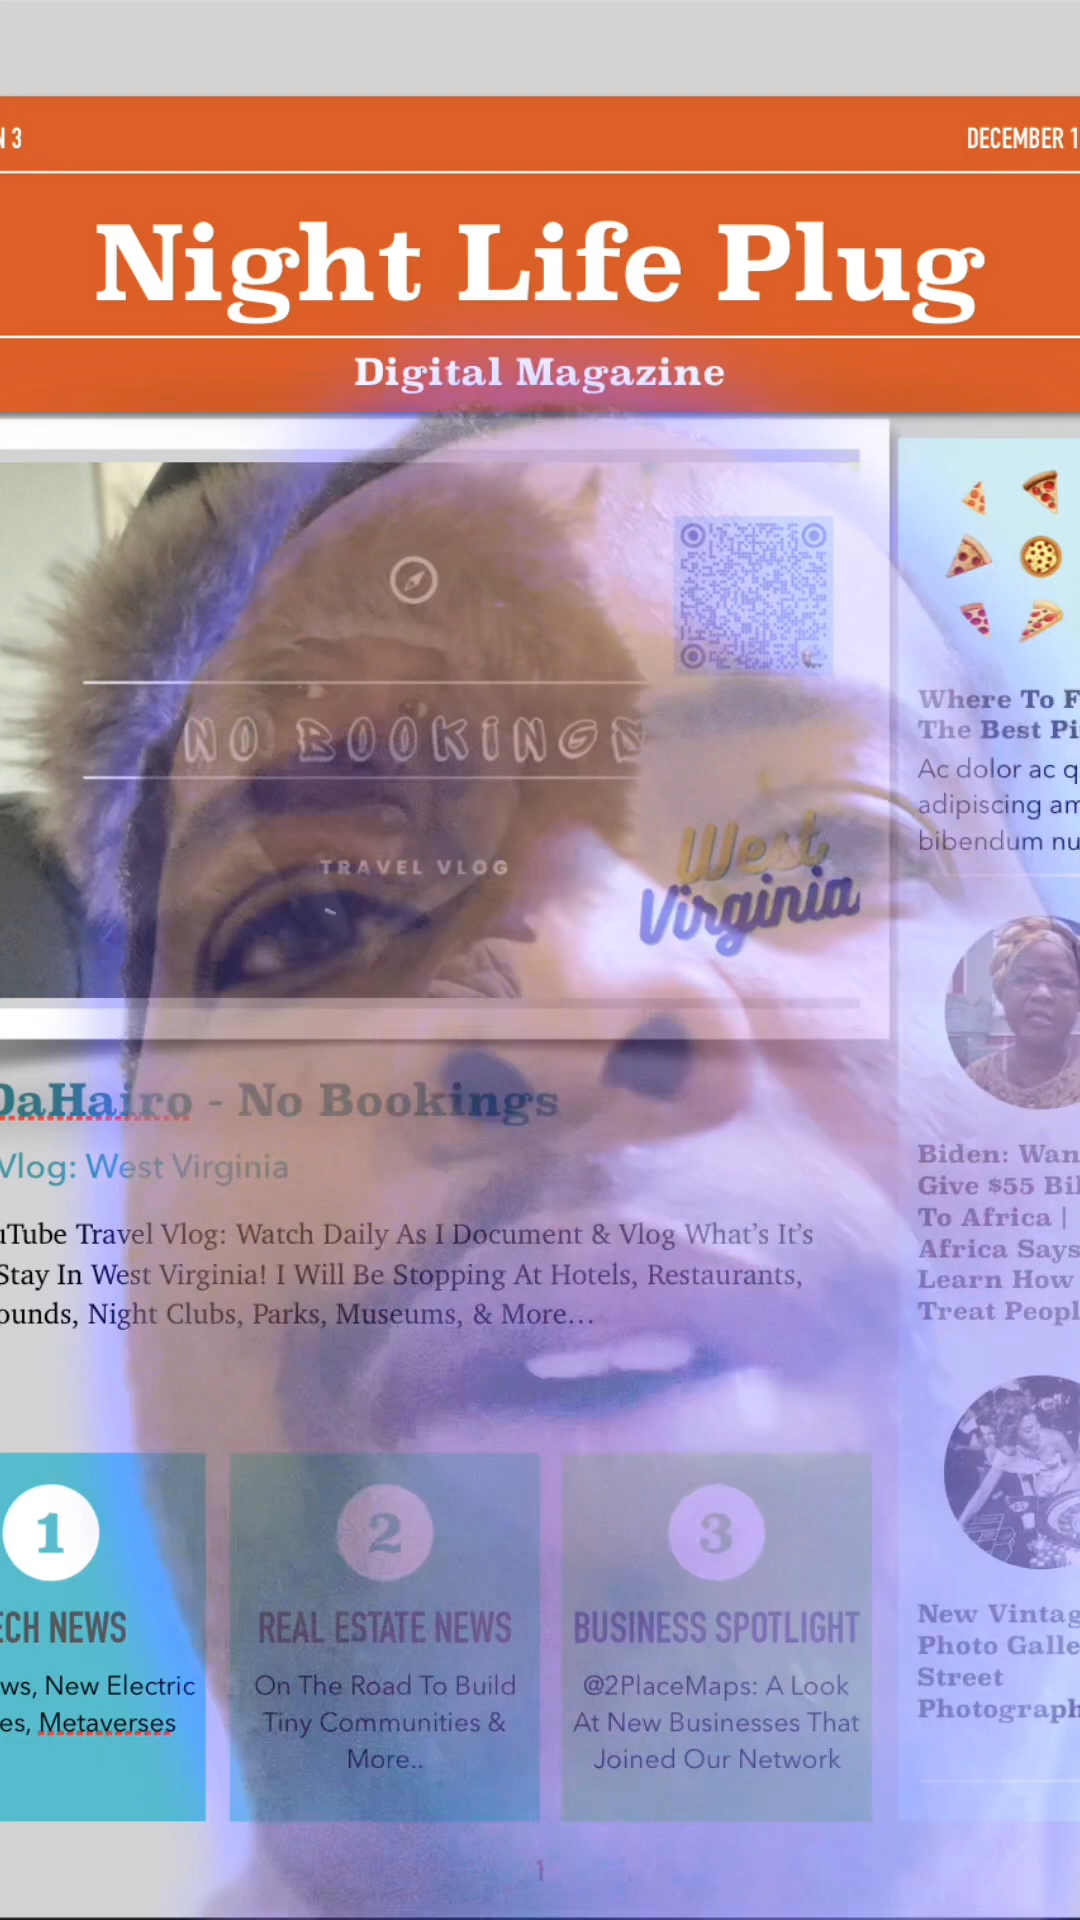 N 3
DECEMBER 1
Night Life Plug
Digital Magazine
NO BOOKINGS
TRAVEL VLOG
West
Virginia
DaHairo - No Bookings
Vlog: West Virginia
uTube Travel Vlog: Watch Daily As I Document & Vlog What's It's
Stay In West Virginia! I Will Be Stopping At Hotels, Restaurants,
ounds, Night Clubs, Parks, Museums, & More...
1
ECH NEWS
ws, New Electric
es, Metaverses
2
REAL ESTATE NEWS
On The Road To Build
Tiny Communities &
More..
3
BUSINESS SPOTLIGHT
@2PlaceMaps: A Look
At New Businesses That
Joined Our Network
Where To F
The Best Pi
Ac dolor ac q
adipiscing am
bibendum nu
Biden: Wan
Give $55 Bil
To Africa |
Africa Says
Learn How
Treat Peopl
New Vintag
Photo Galle
Street
Photograph
1